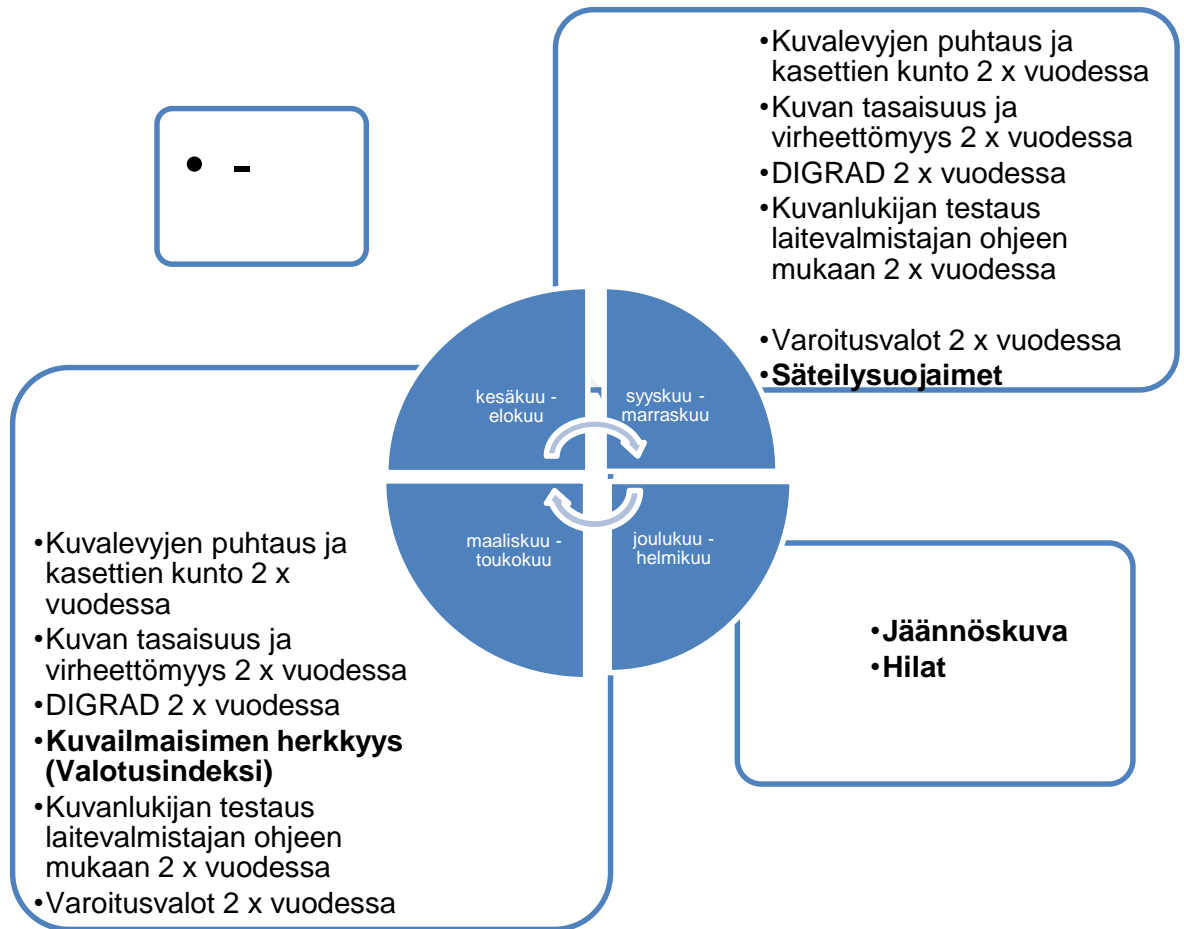 •Kuvalevyjen puhtaus ja
kasettien kunto 2 x vuodessa
•Kuvan tasaisuus ja
virheettömyys 2 x vuodessa
•DIGRAD 2 x vuodessa
•Kuvanlukijan testaus
laitevalmistajan ohjeen
mukaan 2 x vuodessa
•Varoitusvalot 2 x vuodessa
•Säteilysuojaimet
• -
kesäkuu -
elokuu
syyskuu -
marraskuu
maaliskuu -
toukokuu
joulukuu -
helmikuu
•Kuvalevyjen puhtaus ja
kasettien kunto 2 x
vuodessa
•Kuvan tasaisuus ja
virheettömyys 2 x vuodessa
•DIGRAD 2 x vuodessa
•Kuvailmaisimen herkkyys
(Valotusindeksi)
•Kuvanlukijan testaus
laitevalmistajan ohjeen
mukaan 2 x vuodessa
•Varoitusvalot 2 x vuodessa
•Jäännöskuva
•Hilat